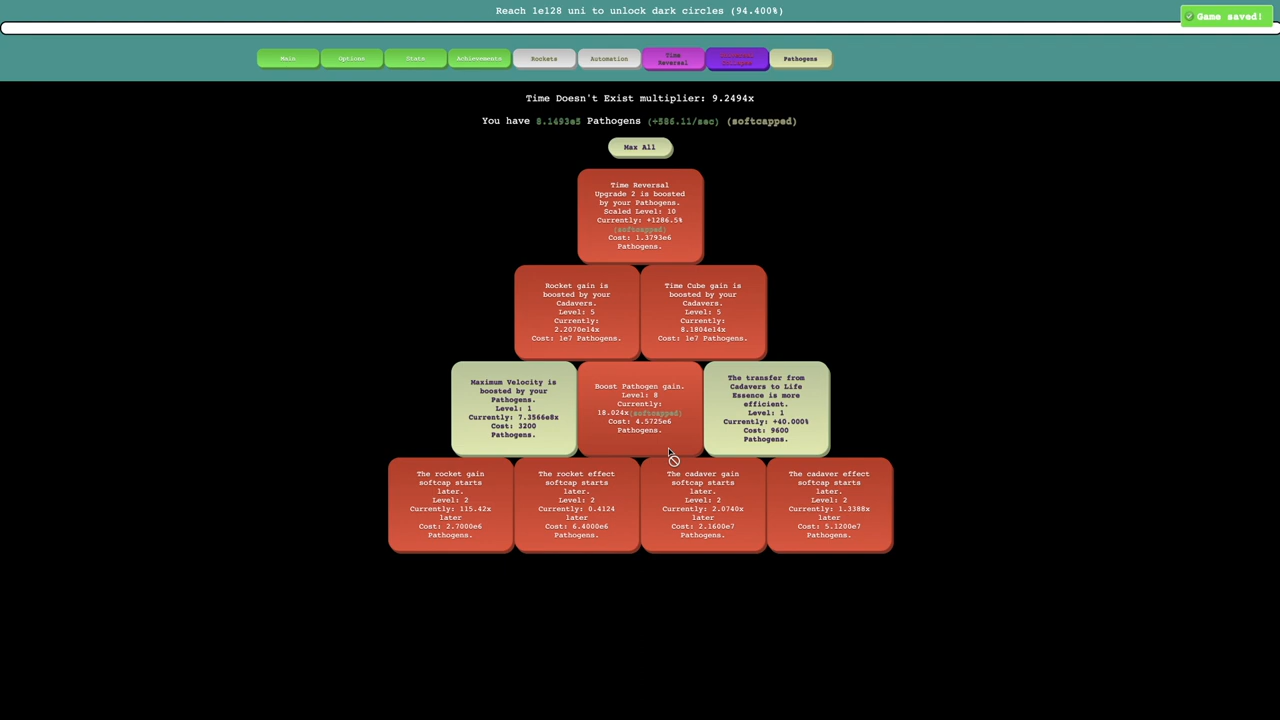 Reach 1e128 uni to unlock dark circles (94.400%)
Game saved!
Main
Options
Stats
Achievements
Rockets
Automation
Time
Reversal
Pathogens
Time Doesn't Exist multiplier: 9.2494x
You have 8.1493e5 Pathogens (+586.11/sec) (softcapped)
Max All
Time Reversal
Upgrade 2 is boosted
by your Pathogens.
Scaled Level: 10
Currently: +1286.5%
(softcapped)
Cost: 1.3793e6
Pathogens.
Rocket gain is
boosted by your
Cadavers.
Level: 5
Currently:
2.2070e14x
Cost: 1e7 Pathogens.
Time Cube gain is
boosted by your
Cadavers.
Level: 5
Currently:
8.1804e14x
Cost: 1e7 Pathogens.
Maximum Velocity is
boosted by your
Pathogens.
Level: 1
Currently: 7.3566e8x
Cost: 3200
Pathogens.
Boost Pathogen gain.
Level: 8
Currently:
18.024x(softcapped)
Cost: 4.5725e6
Pathogens.
The transfer from
Cadavers to Life
Essence is more
efficient.
Level: 1
Currently: +40.000%
Cost: 9600
Pathogens.
The rocket gain
softcap starts
later.
Level: 2
Currently: 115.42x
later
Cost: 2.7000e6
Pathogens.
The rocket effect
softcap starts
later.
Level: 2
Currently: 0.4124
later
Cost: 6.4000e6
Pathogens.
The cadaver gain
softcap starts
later.
Level: 2
Currently: 2.0740x
later
Cost: 2.1600e7
Pathogens.
The cadaver effect
softcap starts
later.
Level: 2
Currently: 1.3388x
later
Cost: 5.1200e7
Pathogens.